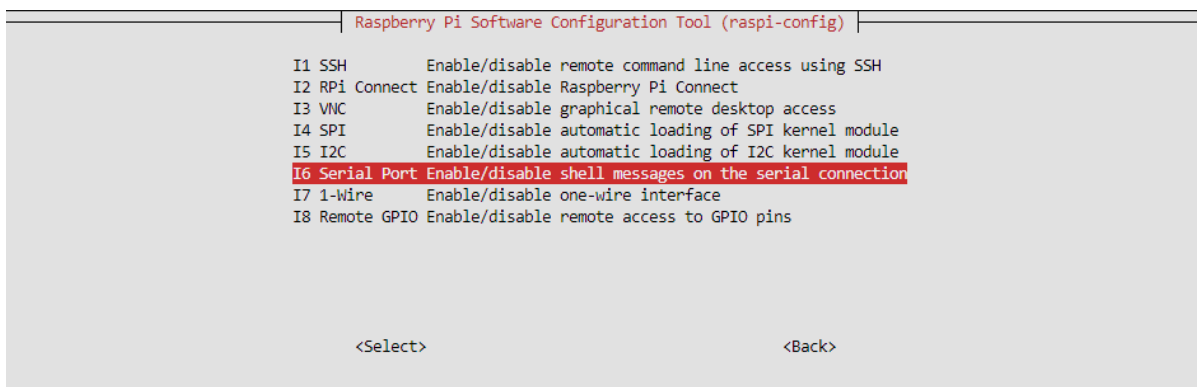 Raspberry Pi Software Configuration Tool (raspi-config)
I1 SSH Enable/disable remote command line access using SSH
I2 RPi Connect Enable/disable Raspberry Pi Connect
I3 VNC Enable/disable graphical remote desktop access
I4 SPI Enable/disable automatic loading of SPI kernel module
I5 I2C Enable/disable automatic loading of I2C kernel module
I6 Serial Port Enable/disable shell messages on the serial connection
I7 1-Wire Enable/disable one-wire interface
I8 Remote GPIO Enable/disable remote access to GPIO pins
<Select> <Back>